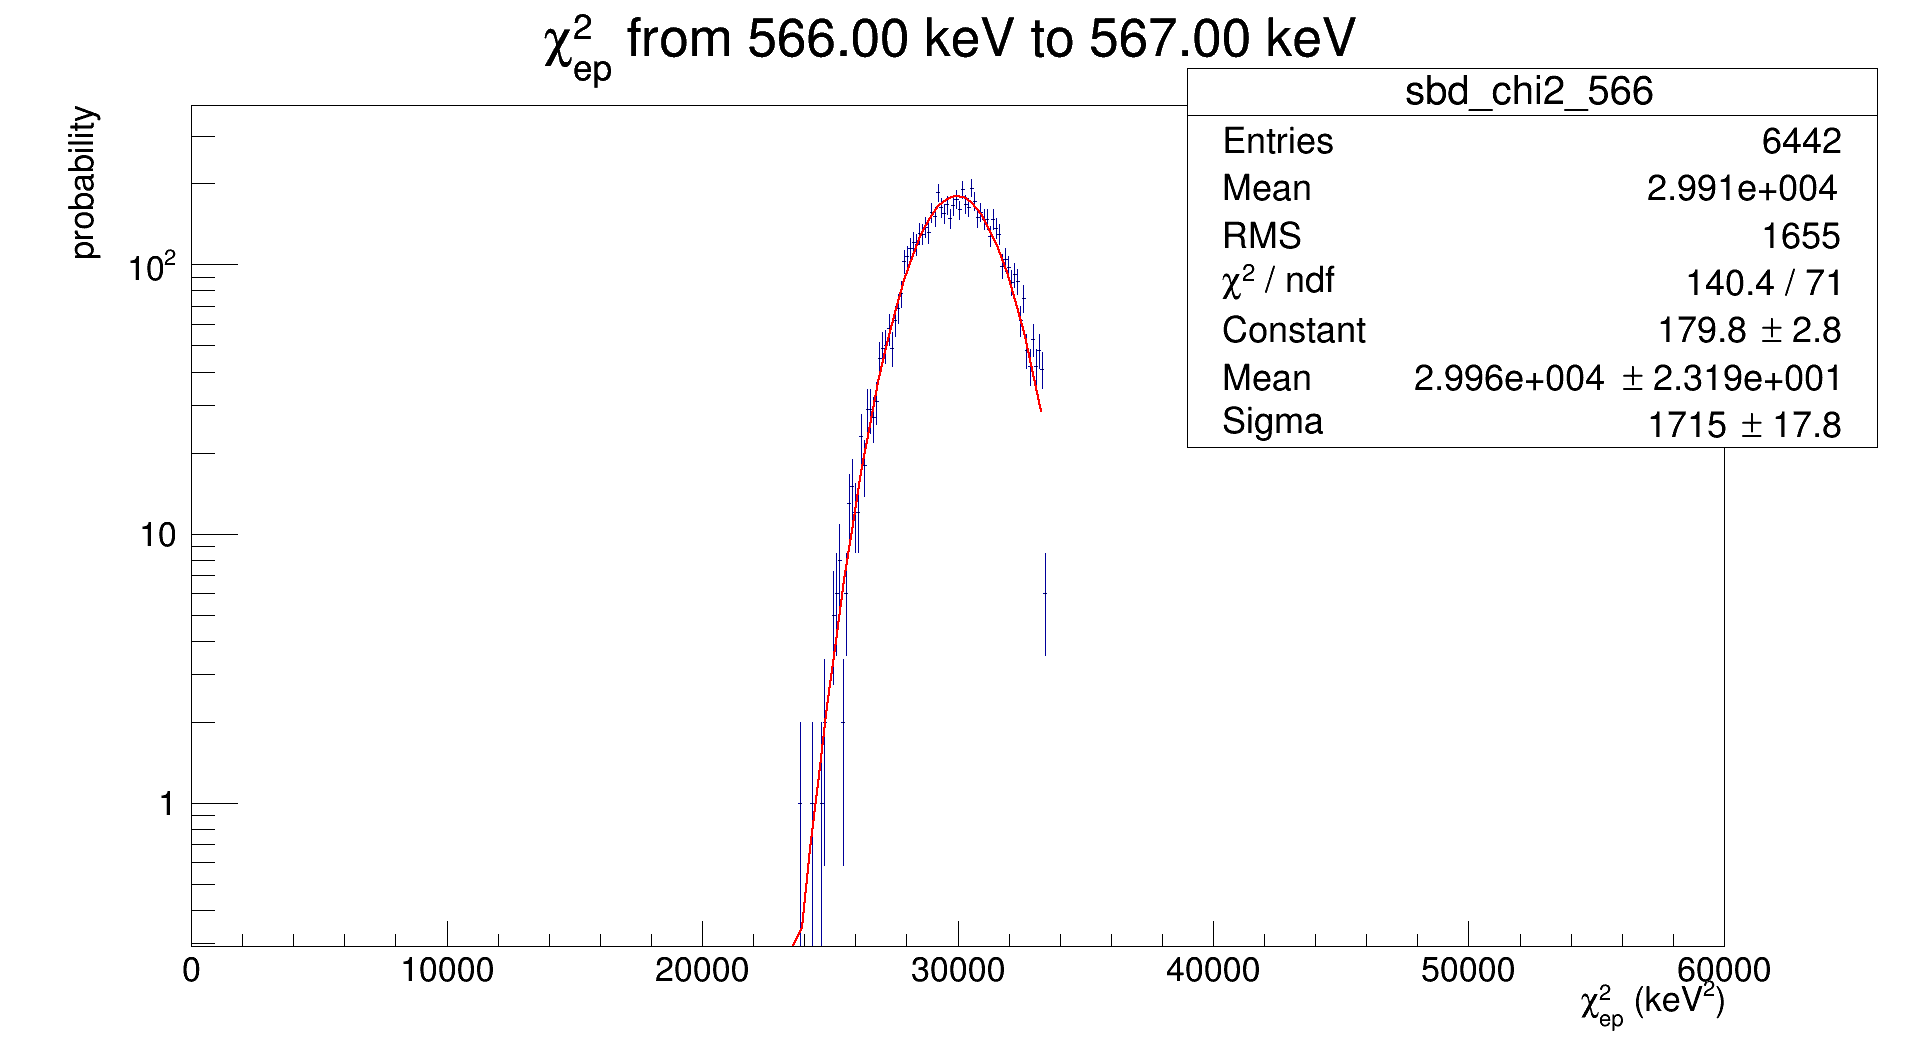 χ²ep from 566.00 keV to 567.00 keV
sbd_chi2_566
Entries 6442
Mean 2.991e+004
RMS 1655
χ² / ndf 140.4 / 71
Constant 179.8 ± 2.8
Mean 2.996e+004 ± 2.319e+001
Sigma 1715 ± 17.8
probability
10²
10
1
0 10000 20000 30000 40000 50000 60000
χ²ep (keV²)